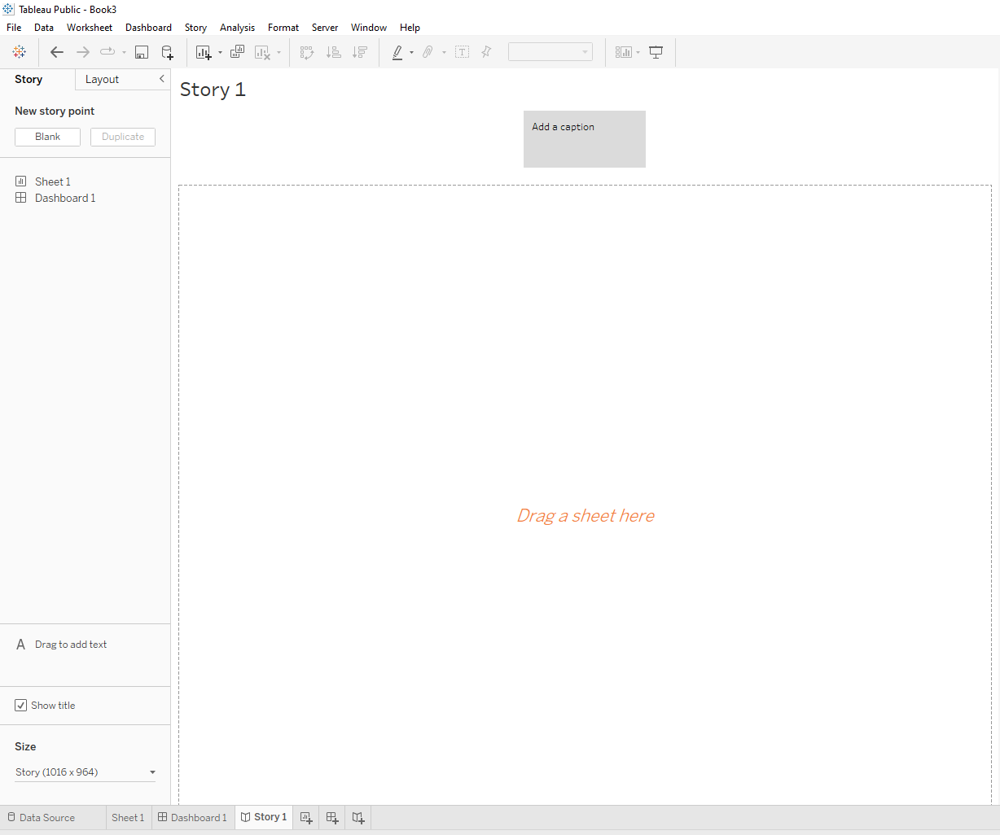 Tableau Public - Book3
File Data Worksheet Dashboard Story Analysis Format Server Window Help
Story Layout
New story point
Blank Duplicate
Sheet 1
Dashboard 1
A Drag to add text
Show title
Size
Story (1016 x 964)
Story 1
Add a caption
Drag a sheet here
Data Source Sheet 1 Dashboard 1 Story 1